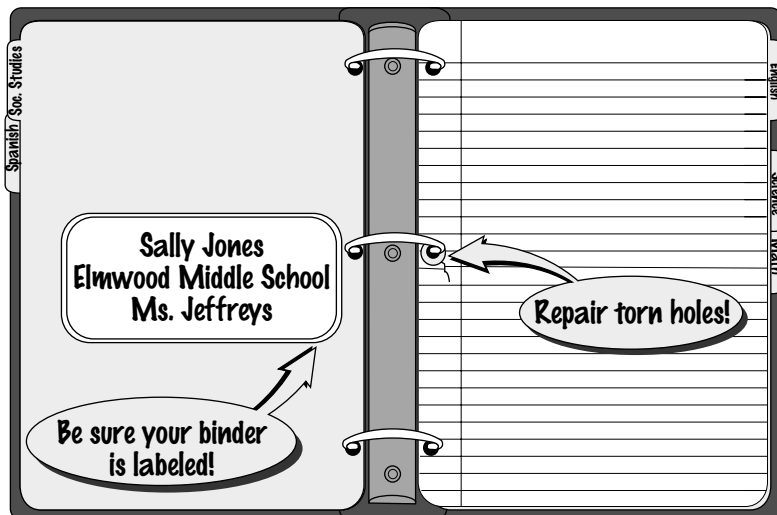 Soc. Studies
Spanish
English
Science
Math
Sally Jones
Elmwood Middle School
Ms. Jeffreys
Repair torn holes!
Be sure your binder
is labeled!